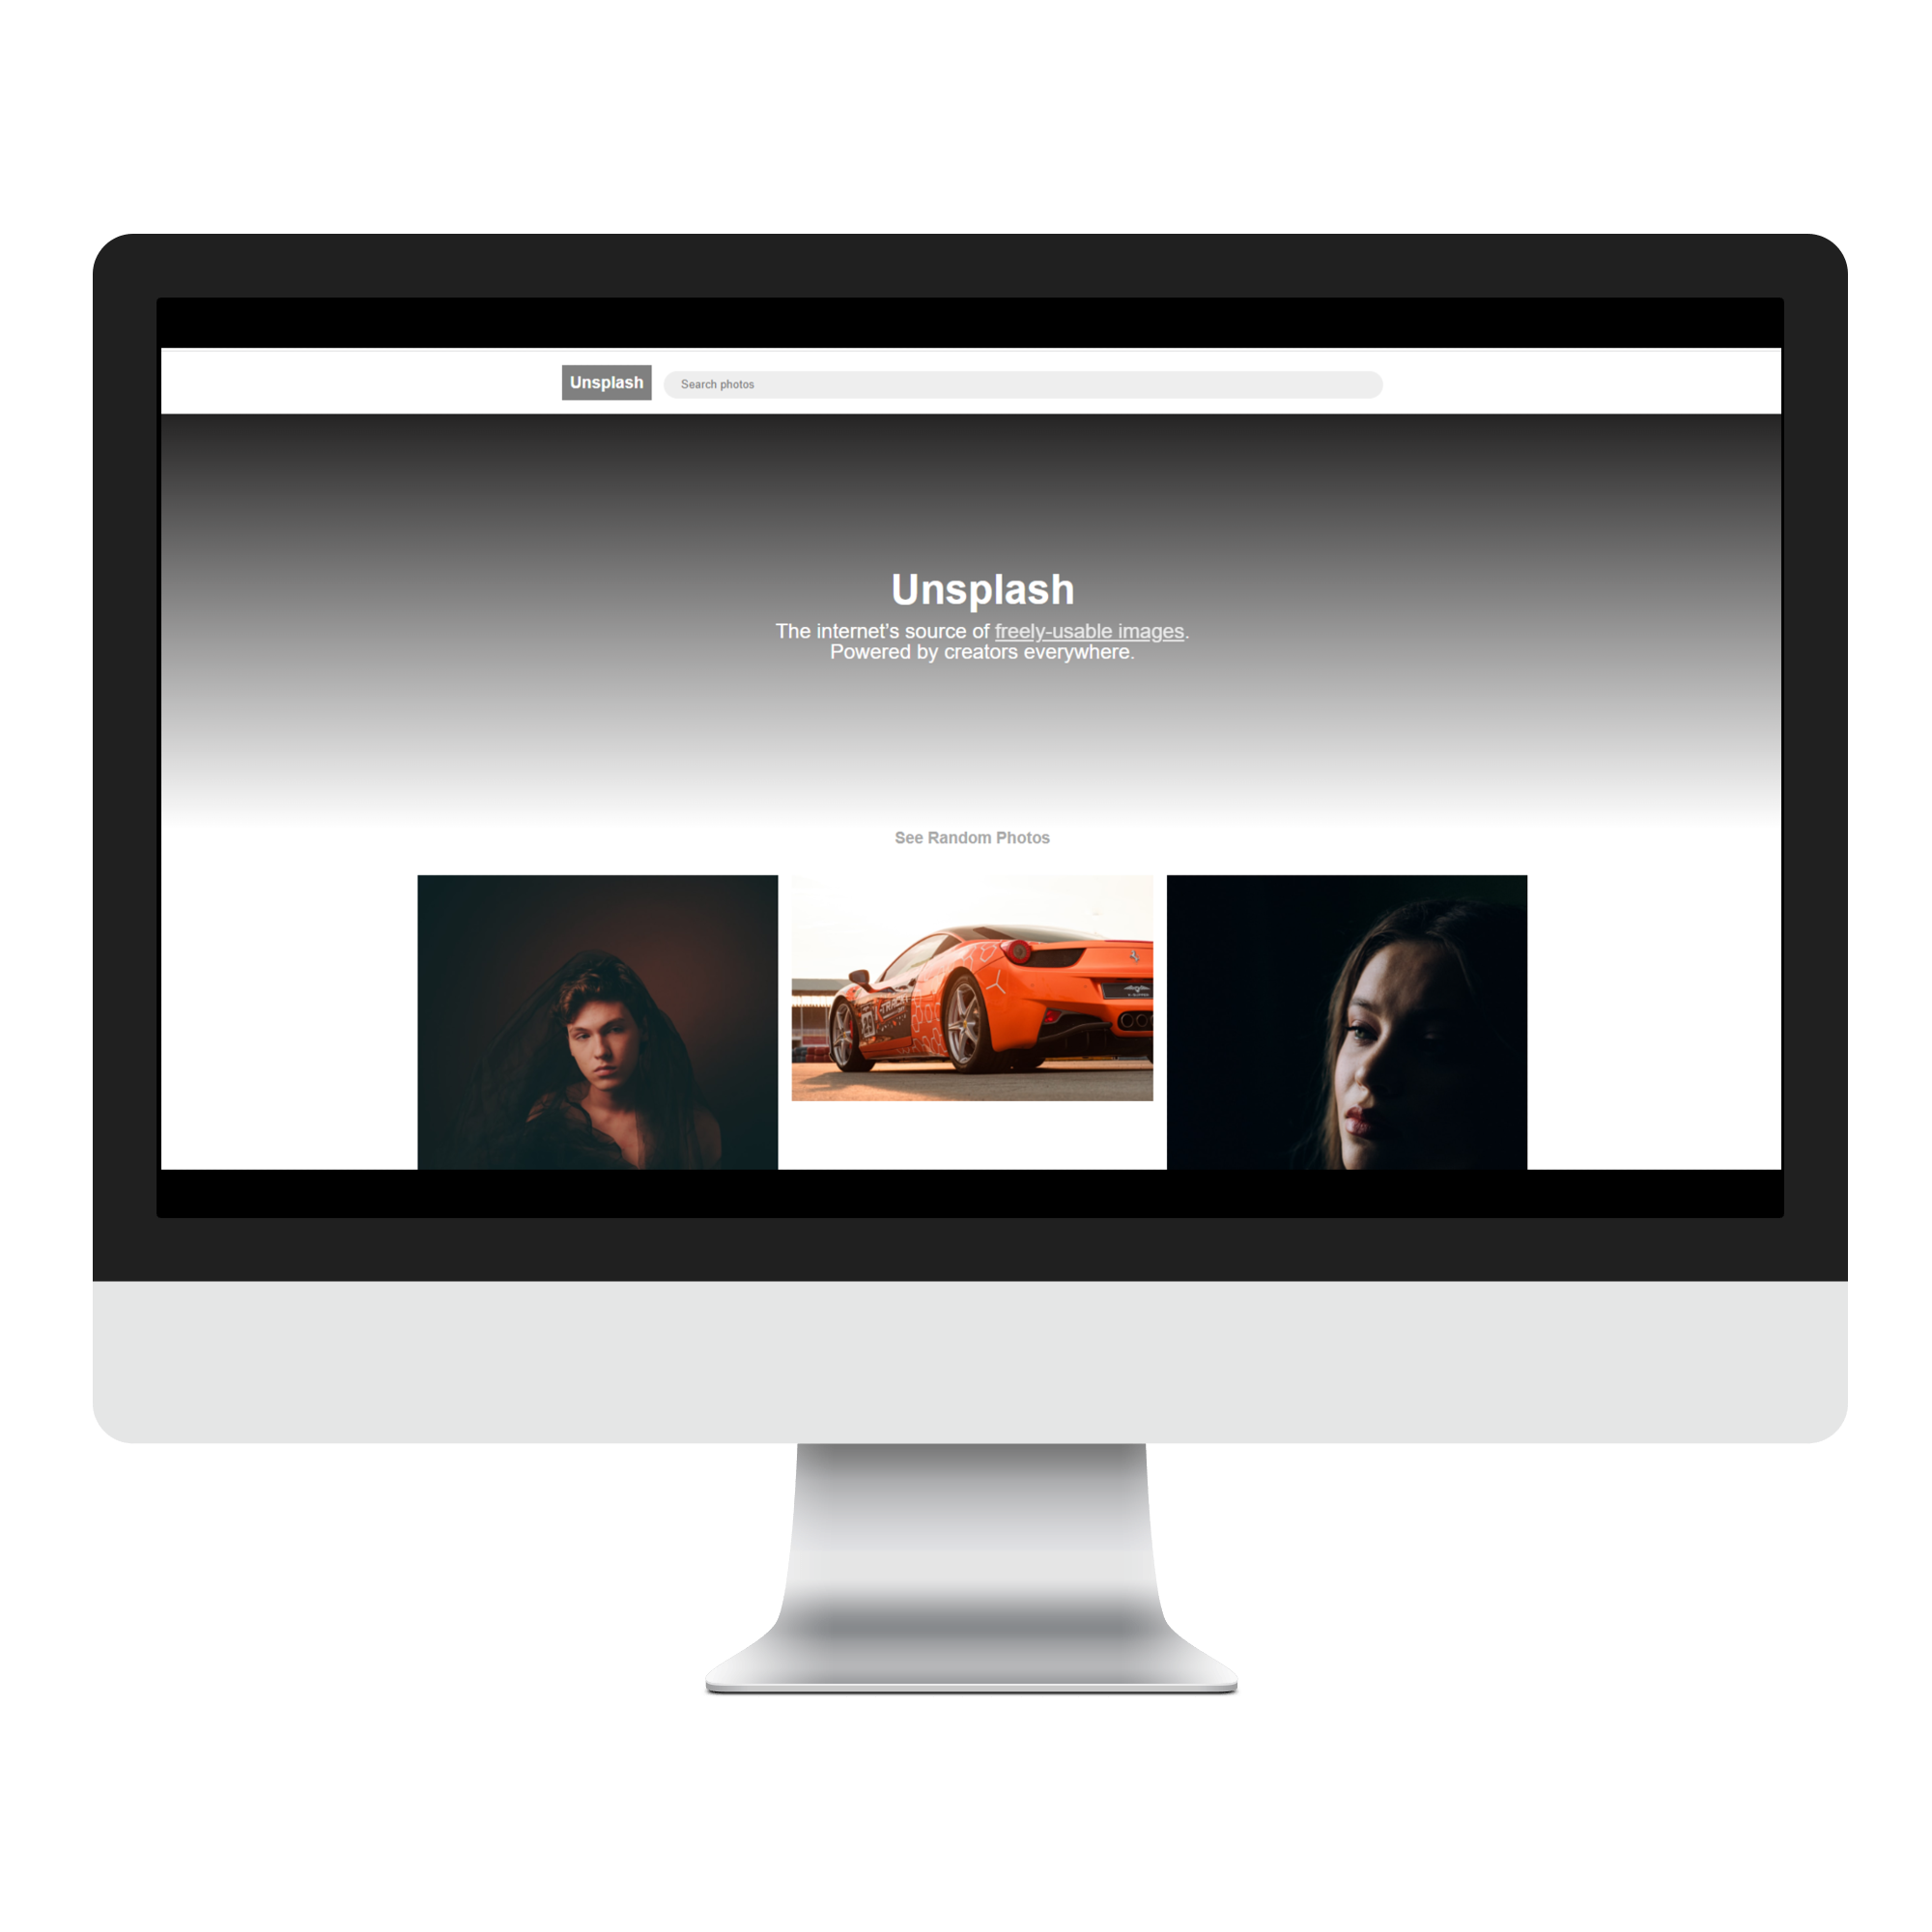 Unsplash
Search photos
Unsplash
The internet’s source of freely-usable images.
Powered by creators everywhere.
See Random Photos